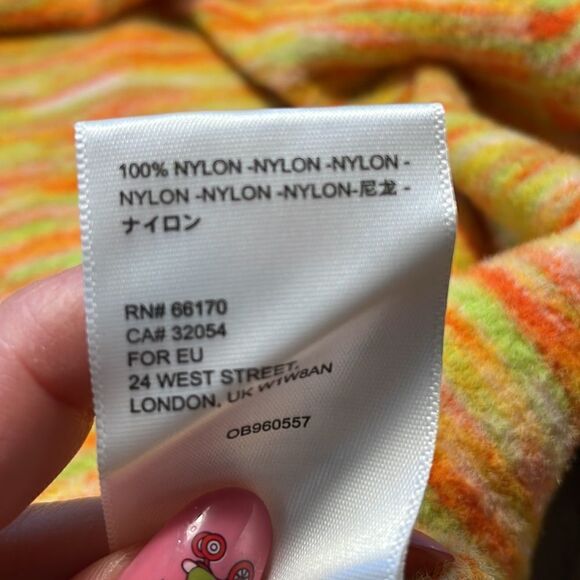 100% NYLON -NYLON -NYLON -
NYLON -NYLON -NYLON-尼龙 -
ナイロン
RN# 66170
CA# 32054
FOR EU
24 WEST STREET,
LONDON, UK W1W8AN
OB960557